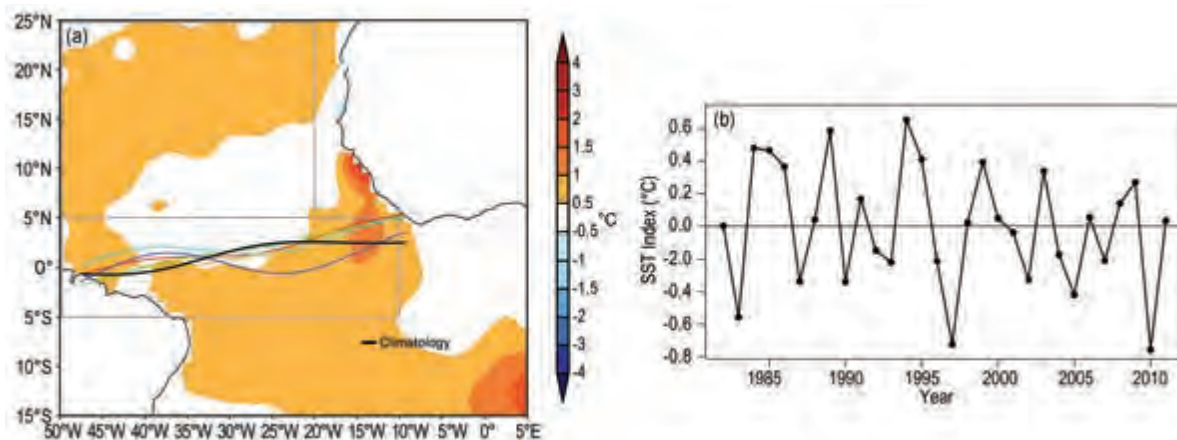 (a)
25°N
20°N
15°N
10°N
5°N
0°
5°S
10°S
15°S
50°W 45°W 40°W 35°W 30°W 25°W 20°W 15°W 10°W 5°W 0° 5°E
Climatology
4
3
2
1.5
1
0.5
-0.5
-1
-1.5
-2
-3
-4
°C
(b)
SST Index (°C)
0.6
0.4
0.2
0.0
-0.2
-0.4
-0.6
-0.8
1985 1990 1995 2000 2005 2010
Year